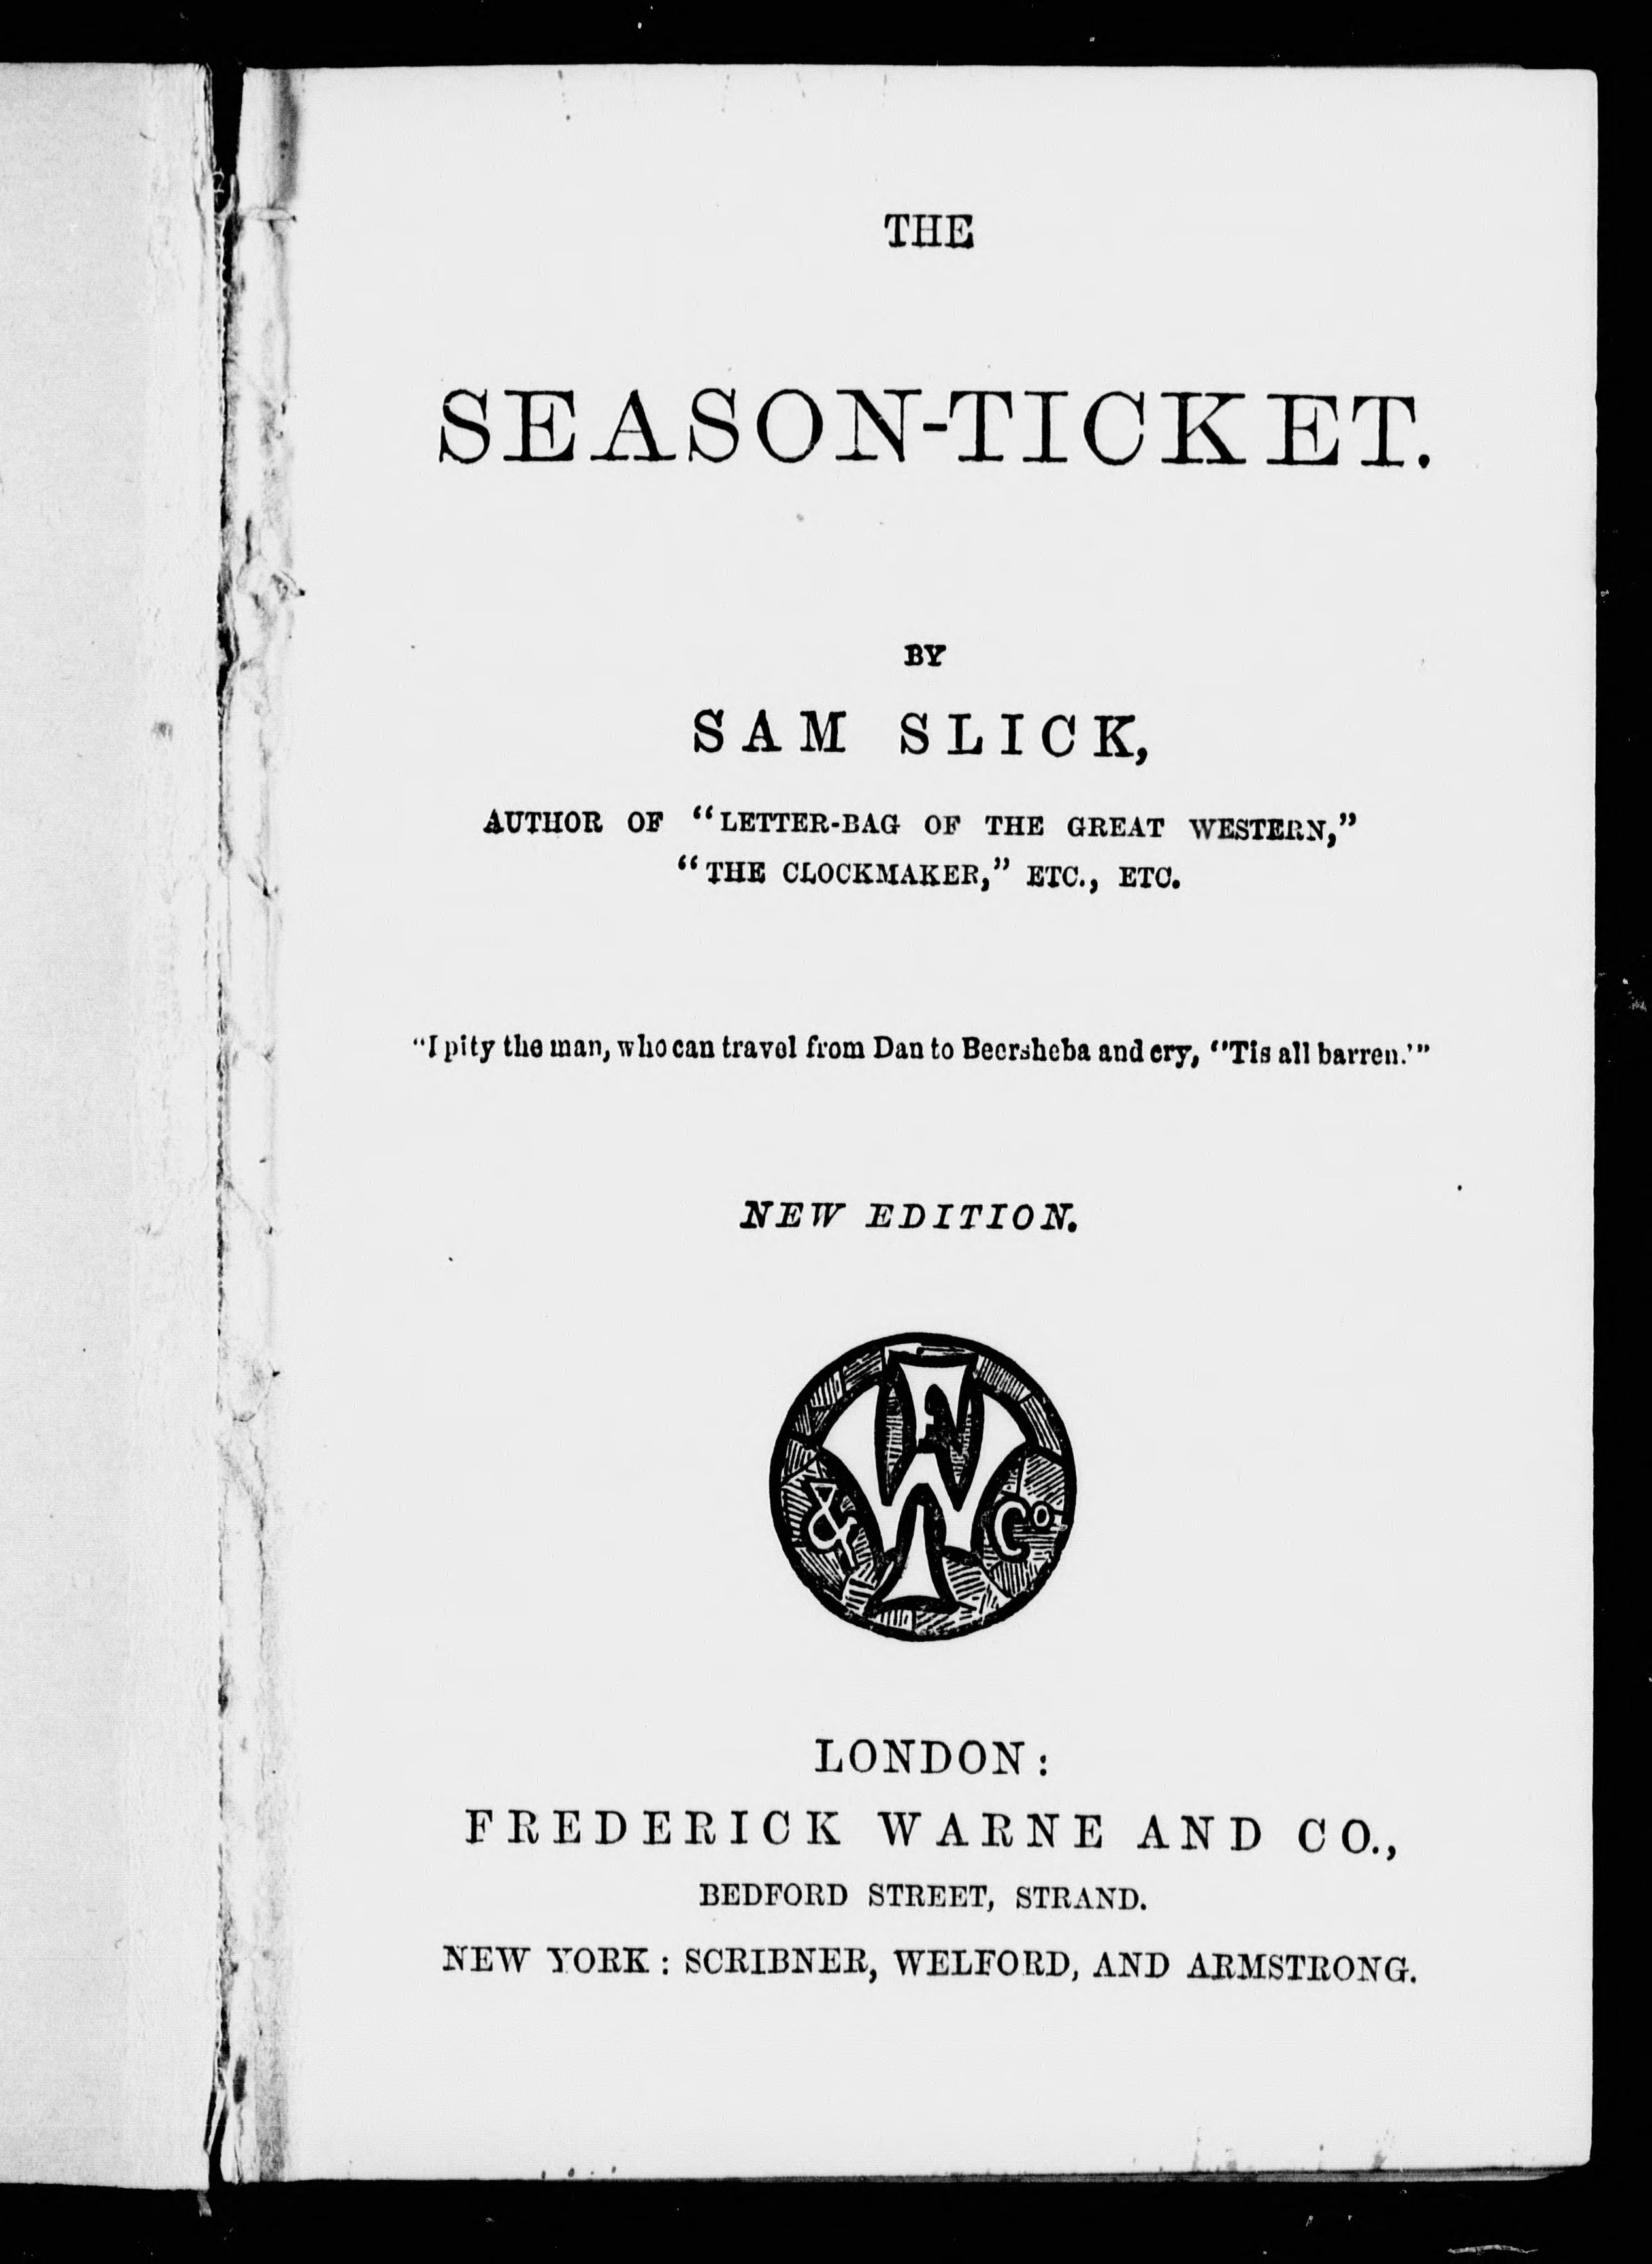 THE
SEASON-TICKET.
BY
SAM SLICK,
AUTHOR OF "LETTER-BAG OF THE GREAT WESTERN,"
"THE CLOCKMAKER," ETC., ETC.
"I pity the man, who can travel from Dan to Beersheba and cry, "Tis all barren.'"
NEW EDITION.
F
W
& Co
LONDON:
FREDERICK WARNE AND CO.,
BEDFORD STREET, STRAND.
NEW YORK: SCRIBNER, WELFORD, AND ARMSTRONG.